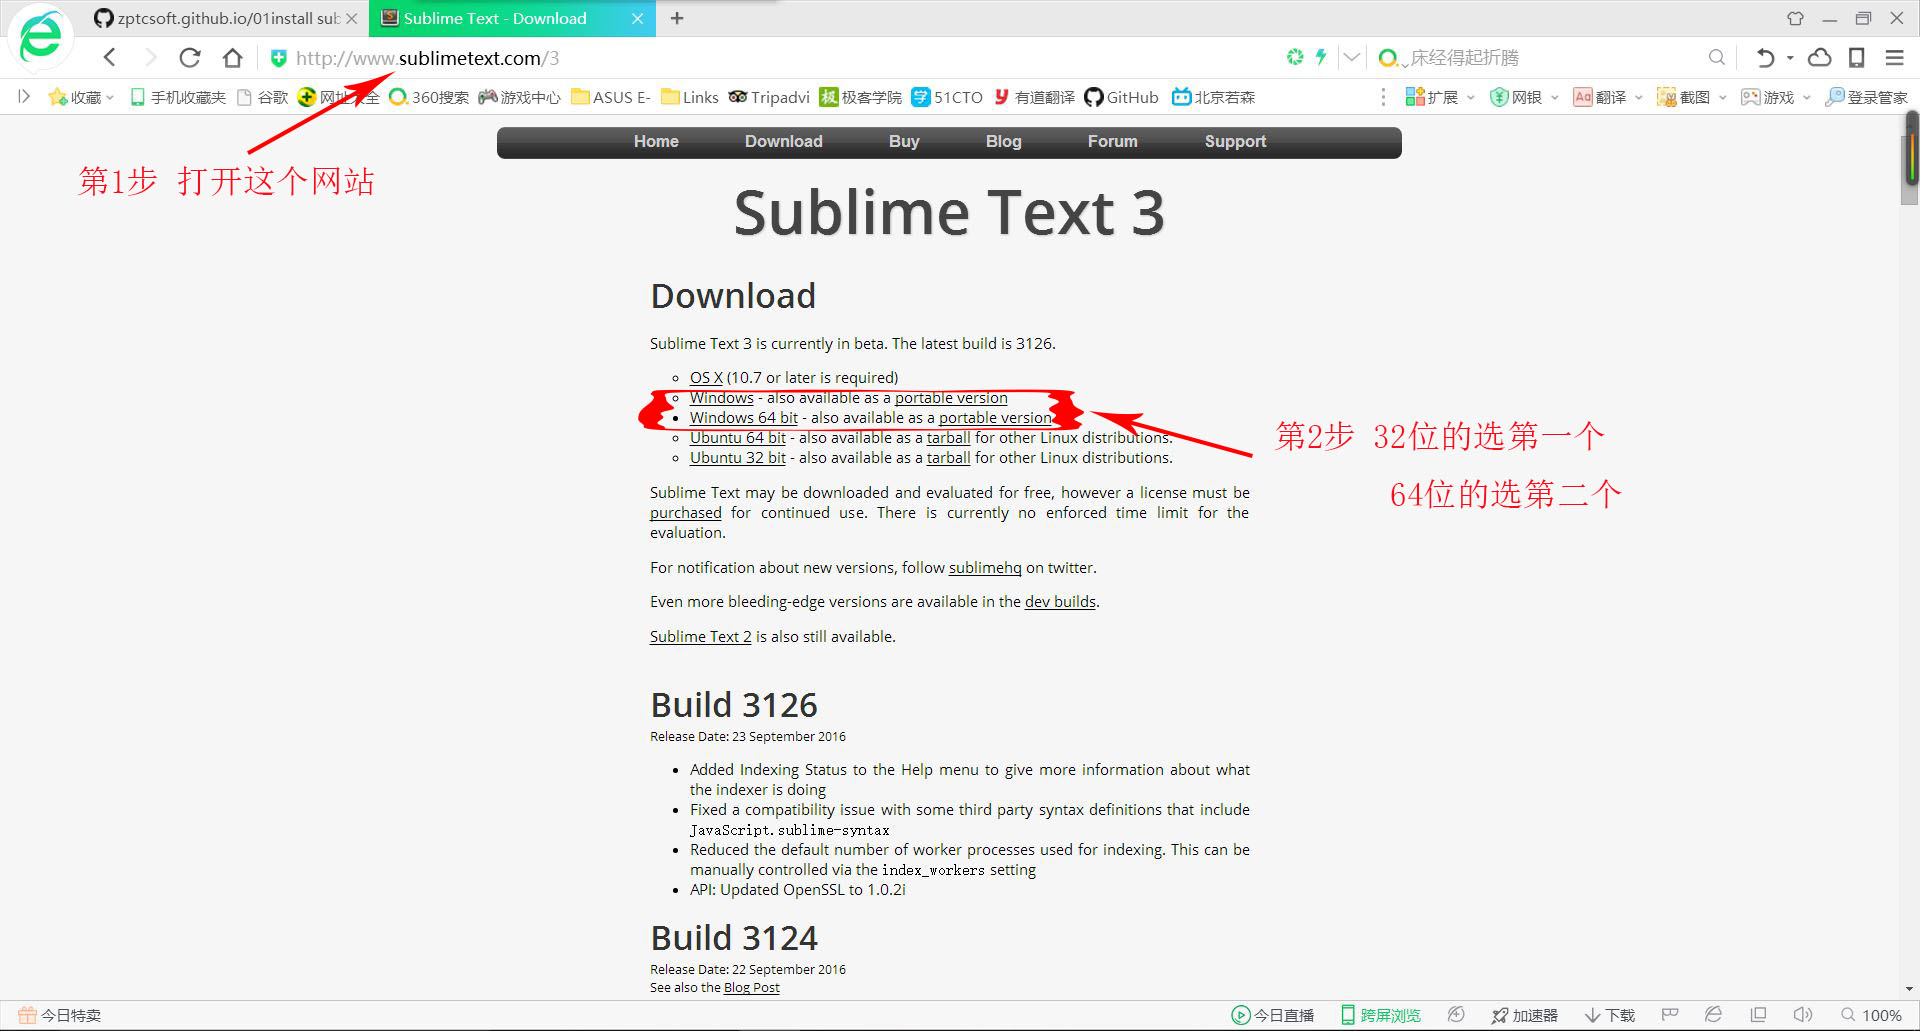 zptcsoft.github.io/01install sub
Sublime Text - Download
http://www.sublimetext.com/3
床经得起折腾
收藏 手机收藏夹 谷歌 网址大全 360搜索 游戏中心 ASUS E- Links Tripadvi 极客学院 51CTO 有道翻译 GitHub 北京若森 扩展 网银 翻译 截图 游戏 登录管家
Home Download Buy Blog Forum Support
第1步 打开这个网站
Sublime Text 3
Download
Sublime Text 3 is currently in beta. The latest build is 3126.
OS X (10.7 or later is required)
Windows - also available as a portable version
Windows 64 bit - also available as a portable version
Ubuntu 64 bit - also available as a tarball for other Linux distributions.
Ubuntu 32 bit - also available as a tarball for other Linux distributions.
第2步 32位的选第一个
64位的选第二个
Sublime Text may be downloaded and evaluated for free, however a license must be
purchased for continued use. There is currently no enforced time limit for the
evaluation.
For notification about new versions, follow sublimehq on twitter.
Even more bleeding-edge versions are available in the dev builds.
Sublime Text 2 is also still available.
Build 3126
Release Date: 23 September 2016
Added Indexing Status to the Help menu to give more information about what
the indexer is doing
Fixed a compatibility issue with some third party syntax definitions that include
JavaScript.sublime-syntax
Reduced the default number of worker processes used for indexing. This can be
manually controlled via the index_workers setting
API: Updated OpenSSL to 1.0.2i
Build 3124
Release Date: 22 September 2016
See also the Blog Post
今日特卖 今日直播 跨屏浏览 加速器 下载 100%